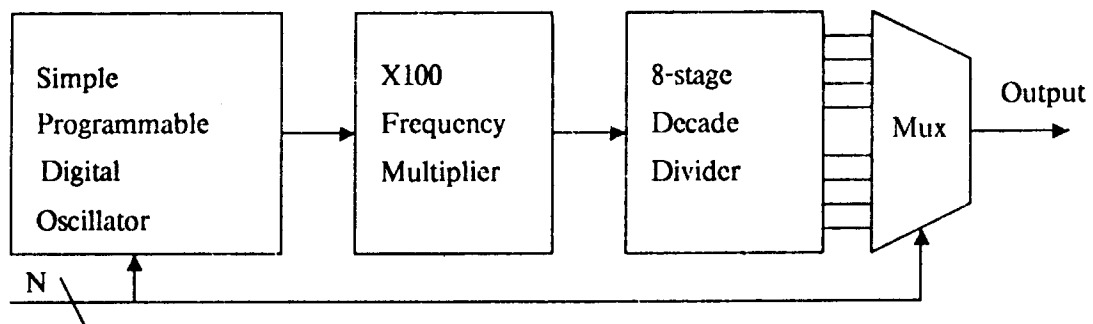 Simple
Programmable
Digital
Oscillator
X100
Frequency
Multiplier
8-stage
Decade
Divider
Mux
Output
N